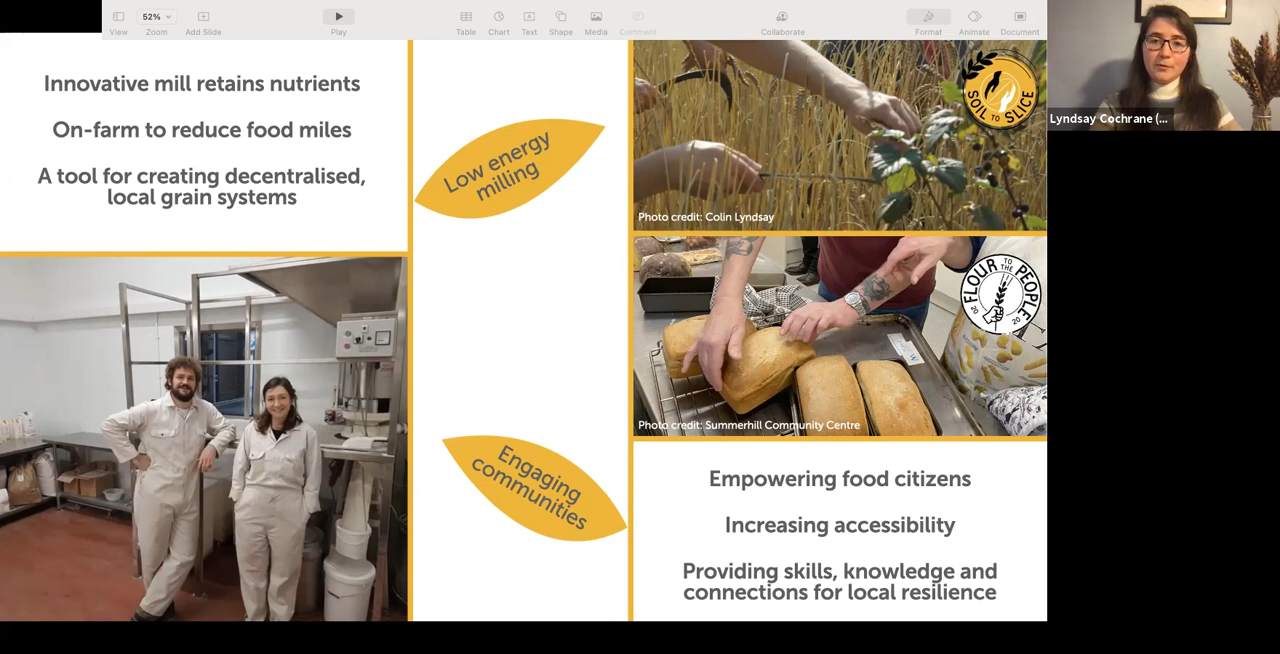 52%
View
Zoom
Add Slide
Play
Table
Chart
Text
Shape
Media
Comment
Collaborate
Format
Animate
Document
Innovative mill retains nutrients
On-farm to reduce food miles
A tool for creating decentralised,
local grain systems
Low energy
milling
Engaging
communities
SOIL TO SLICE
Photo credit: Colin Lyndsay
FLOUR TO THE PEOPLE
20 20
Photo credit: Summerhill Community Centre
Empowering food citizens
Increasing accessibility
Providing skills, knowledge and
connections for local resilience
Lyndsay Cochrane (...